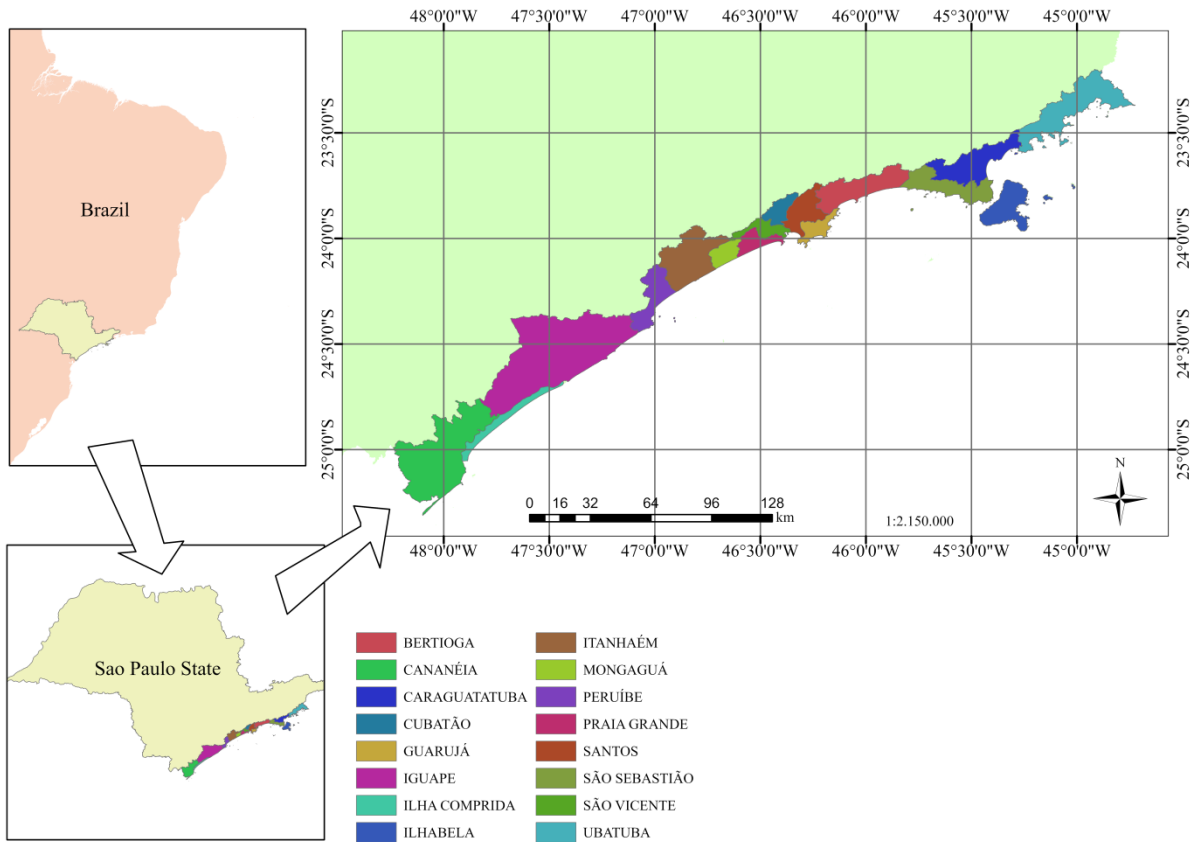 48°0'0"W 47°30'0"W 47°0'0"W 46°30'0"W 46°0'0"W 45°30'0"W 45°0'0"W
23°30'0"S 23°30'0"S
24°0'0"S 24°0'0"S
24°30'0"S 24°30'0"S
25°0'0"S 25°0'0"S
Brazil
N
0 16 32 64 96 128
km
1:2.150.000
48°0'0"W 47°30'0"W 47°0'0"W 46°30'0"W 46°0'0"W 45°30'0"W 45°0'0"W
Sao Paulo State
BERTIOGA
CANANÉIA
CARAGUATATUBA
CUBATÃO
GUARUJÁ
IGUAPE
ILHA COMPRIDA
ILHABELA
ITANHAÉM
MONGAGUÁ
PERUÍBE
PRAIA GRANDE
SANTOS
SÃO SEBASTIÃO
SÃO VICENTE
UBATUBA